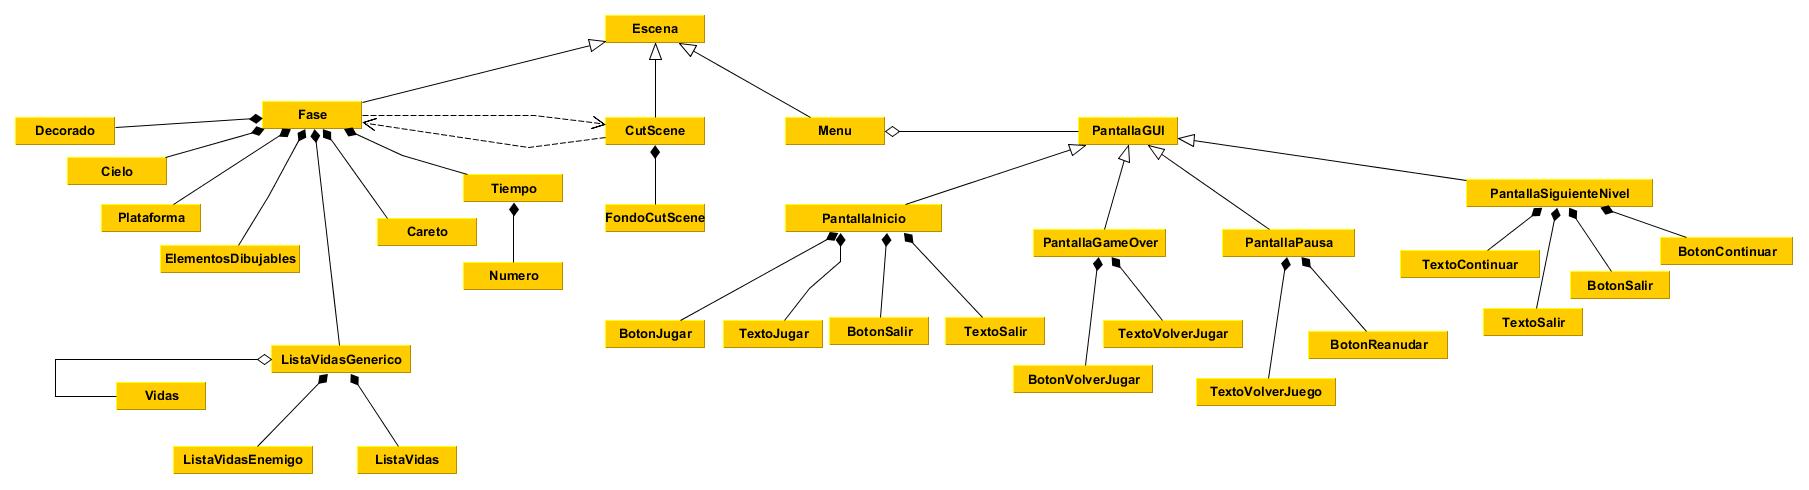 Escena
Fase
Decorado
CutScene
Menu
PantallaGUI
Cielo
Tiempo
PantallaSiguienteNivel
Plataforma
FondoCutScene
PantallaInicio
Careto
PantallaGameOver
PantallaPausa
BotonContinuar
ElementosDibujables
TextoContinuar
Numero
BotonSalir
TextoSalir
BotonJugar
TextoJugar
BotonSalir
TextoSalir
TextoVolverJugar
BotonReanudar
ListaVidasGenerico
BotonVolverJugar
TextoVolverJuego
Vidas
ListaVidasEnemigo
ListaVidas